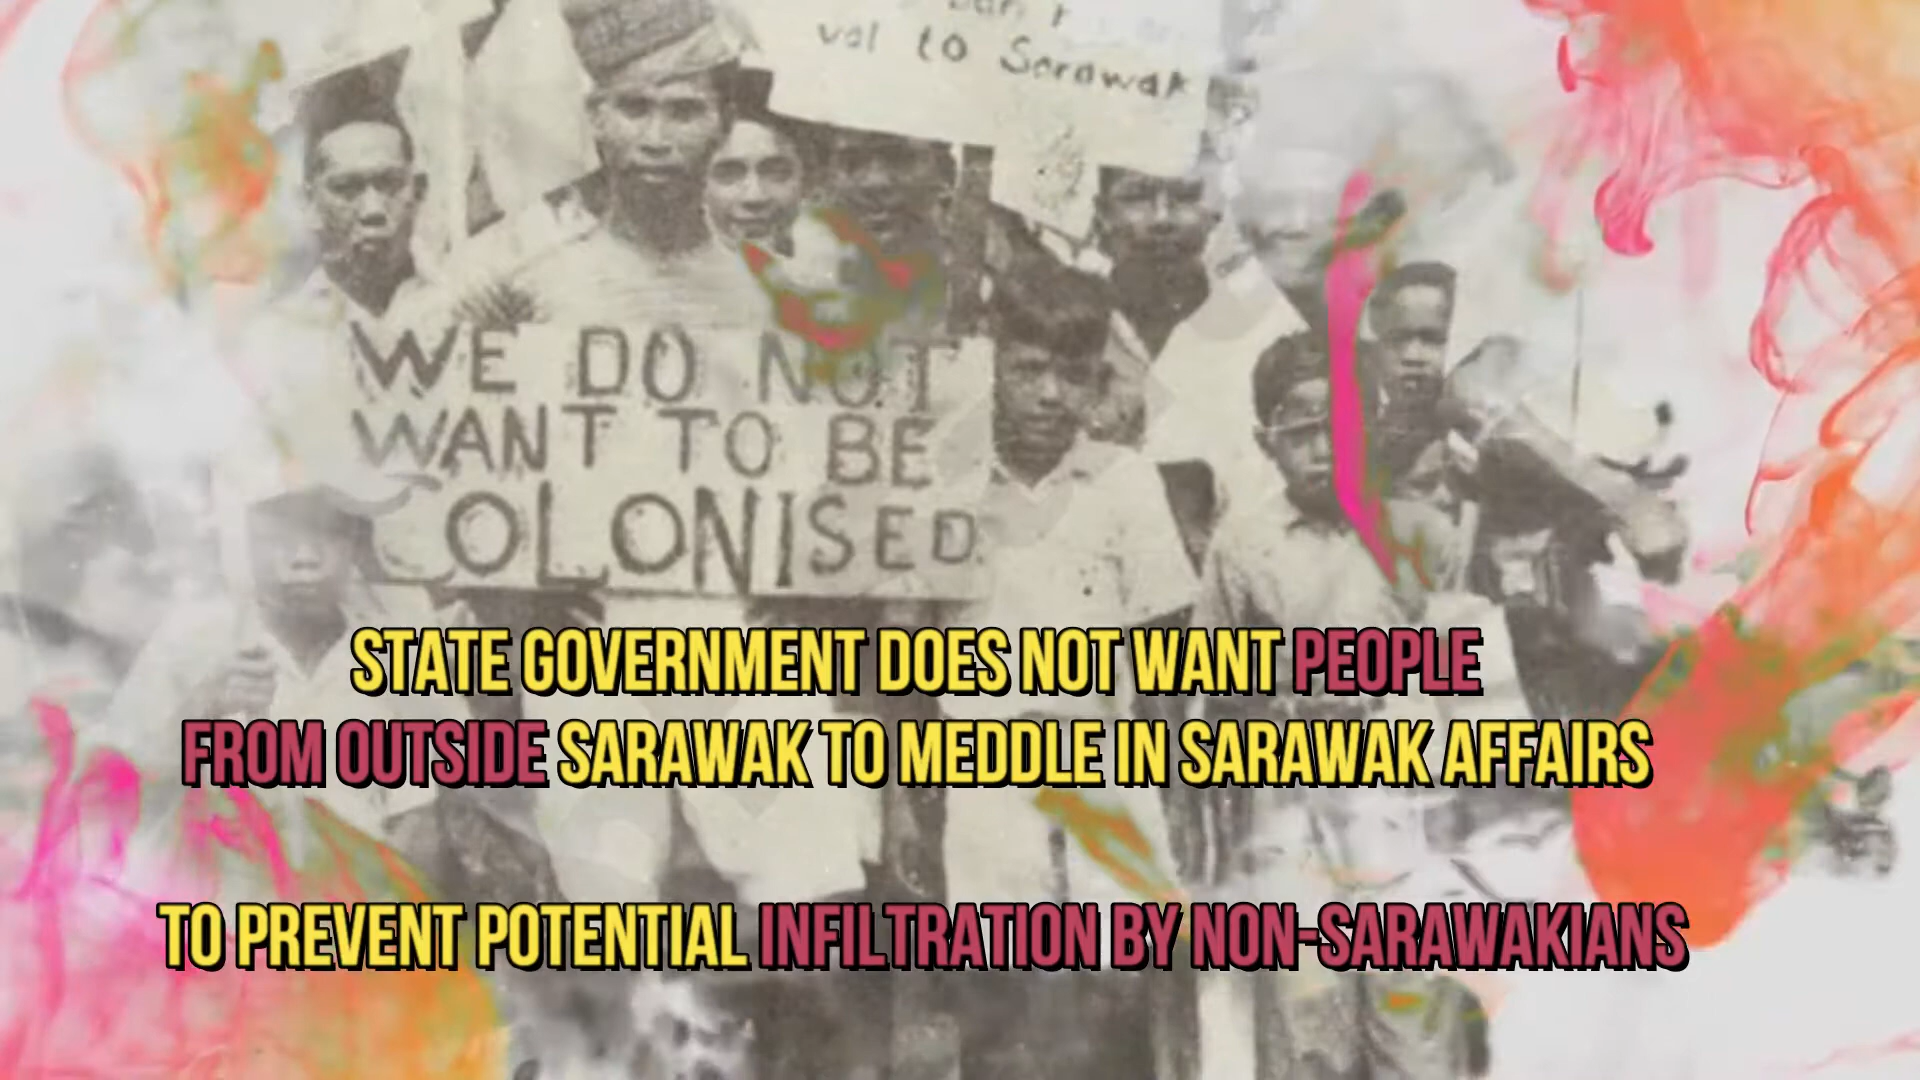 val to Sarawak
WE DO NOT
WANT TO BE
COLONISED.
STATE GOVERNMENT DOES NOT WANT PEOPLE
FROM OUTSIDE SARAWAK TO MEDDLE IN SARAWAK AFFAIRS
TO PREVENT POTENTIAL INFILTRATION BY NON-SARAWAKIANS